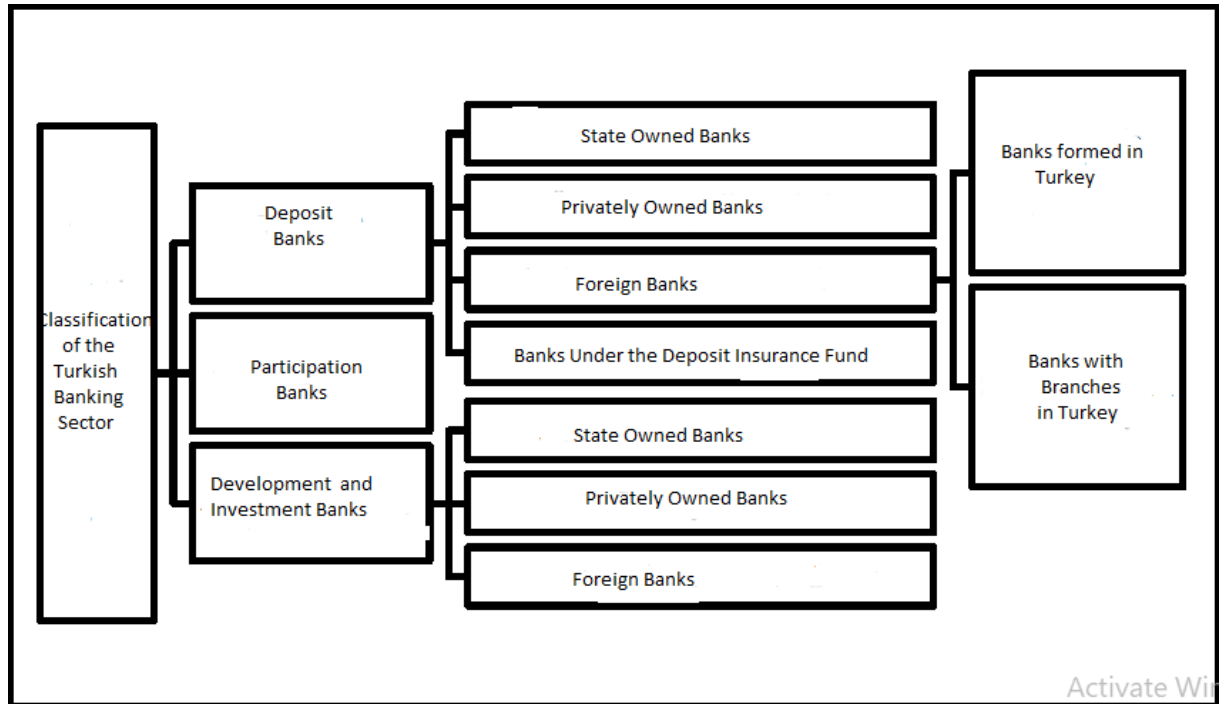 Classification
of the
Turkish
Banking
Sector
Deposit
Banks
Participation
Banks
Development and
Investment Banks
State Owned Banks
Privately Owned Banks
Foreign Banks
Banks Under the Deposit Insurance Fund
State Owned Banks
Privately Owned Banks
Foreign Banks
Banks formed in
Turkey
Banks with
Branches
in Turkey
Activate Win